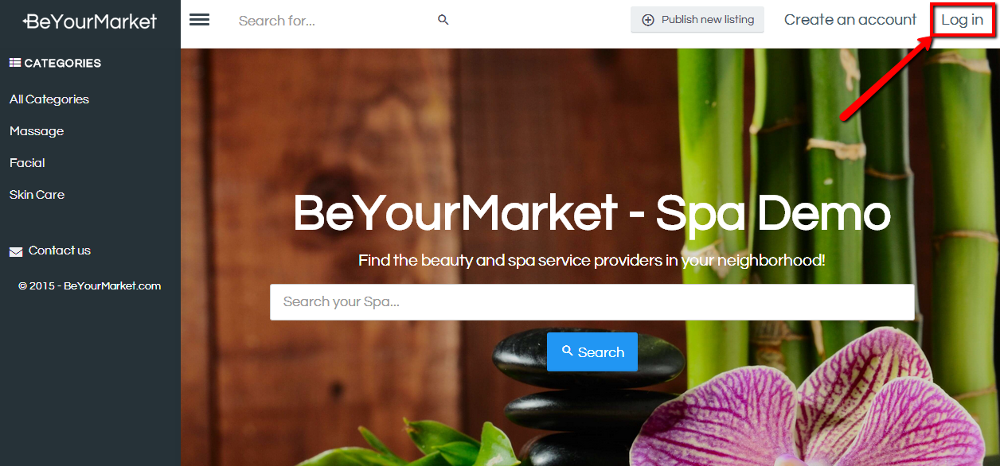 BeYourMarket
Search for...
Publish new listing
Create an account
Log in
CATEGORIES
All Categories
Massage
Facial
Skin Care
Contact us
© 2015 - BeYourMarket.com
BeYourMarket - Spa Demo
Find the beauty and spa service providers in your neighborhood!
Search your Spa...
Search